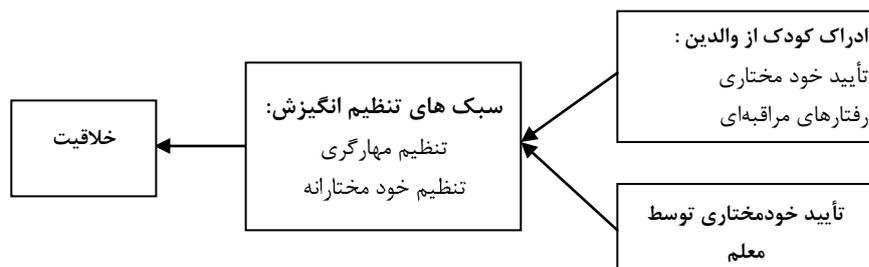 ادراک کودک از والدین :
تأیید خود مختاری
رفتارهای مراقبه‌ای
تأیید خودمختاری توسط
معلم
سبک های تنظیم انگیزش:
تنظیم مهارگری
تنظیم خود مختارانه
خلاقیت